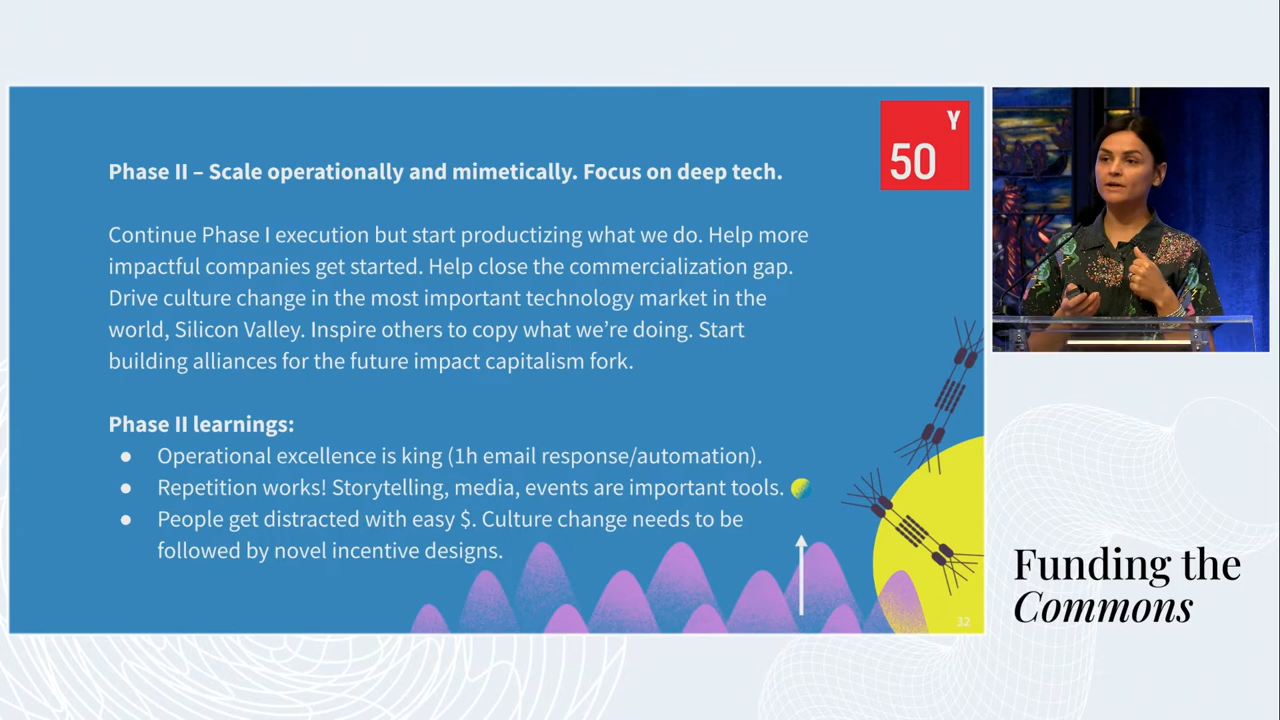 Y
50
Phase II – Scale operationally and mimetically. Focus on deep tech.
Continue Phase I execution but start productizing what we do. Help more
impactful companies get started. Help close the commercialization gap.
Drive culture change in the most important technology market in the
world, Silicon Valley. Inspire others to copy what we’re doing. Start
building alliances for the future impact capitalism fork.
Phase II learnings:
● Operational excellence is king (1h email response/automation).
● Repetition works! Storytelling, media, events are important tools.
● People get distracted with easy $. Culture change needs to be
followed by novel incentive designs.
32
Funding the
Commons